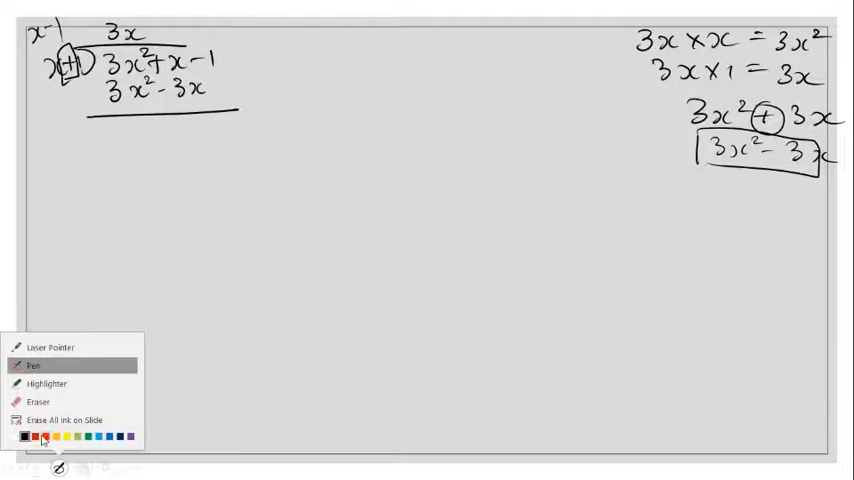 x-1 3x
x+1) 3x²+x-1
3x²-3x
3x×x=3x²
3x×1=3x
3x²+3x
3x²-3x
Laser Pointer
Pen
Highlighter
Eraser
Erase All Ink on Slide